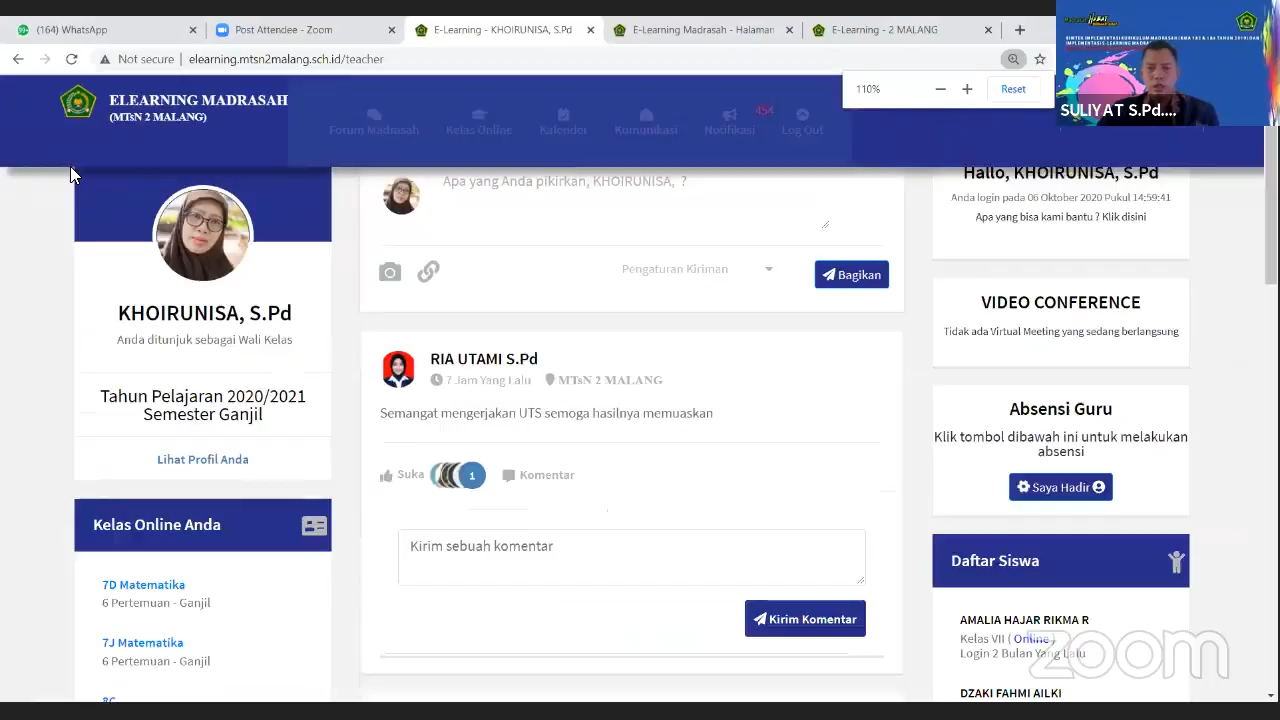 (164) WhatsApp
Post Attendee - Zoom
E-Learning - KHOIRUNISA, S.Pd
E-Learning Madrasah - Halaman
E-Learning - 2 MALANG
Not secure
elearning.mtsn2malang.sch.id/teacher
110%
Reset
SULIYAT S.Pd....
ELEARNING MADRASAH
(MTsN 2 MALANG)
Forum Madrasah
Kelas Online
Kalender
Komunikasi
Notifikasi
454
Log Out
KHOIRUNISA, S.Pd
Anda ditunjuk sebagai Wali Kelas
Tahun Pelajaran 2020/2021
Semester Ganjil
Lihat Profil Anda
Kelas Online Anda
7D Matematika
6 Pertemuan - Ganjil
7J Matematika
6 Pertemuan - Ganjil
Apa yang Anda pikirkan, KHOIRUNISA, ?
Pengaturan Kiriman
Bagikan
RIA UTAMI S.Pd
7 Jam Yang Lalu
MTsN 2 MALANG
Semangat mengerjakan UTS semoga hasilnya memuaskan
Suka
1
Komentar
Kirim sebuah komentar
Kirim Komentar
Hallo, KHOIRUNISA, S.Pd
Anda login pada 06 Oktober 2020 Pukul 14:59:41
Apa yang bisa kami bantu ? Klik disini
VIDEO CONFERENCE
Tidak ada Virtual Meeting yang sedang berlangsung
Absensi Guru
Klik tombol dibawah ini untuk melakukan
absensi
Saya Hadir
Daftar Siswa
AMALIA HAJAR RIKMA R
Kelas VII ( Online )
Login 2 Bulan Yang Lalu
DZAKI FAHMI AILKI
zoom